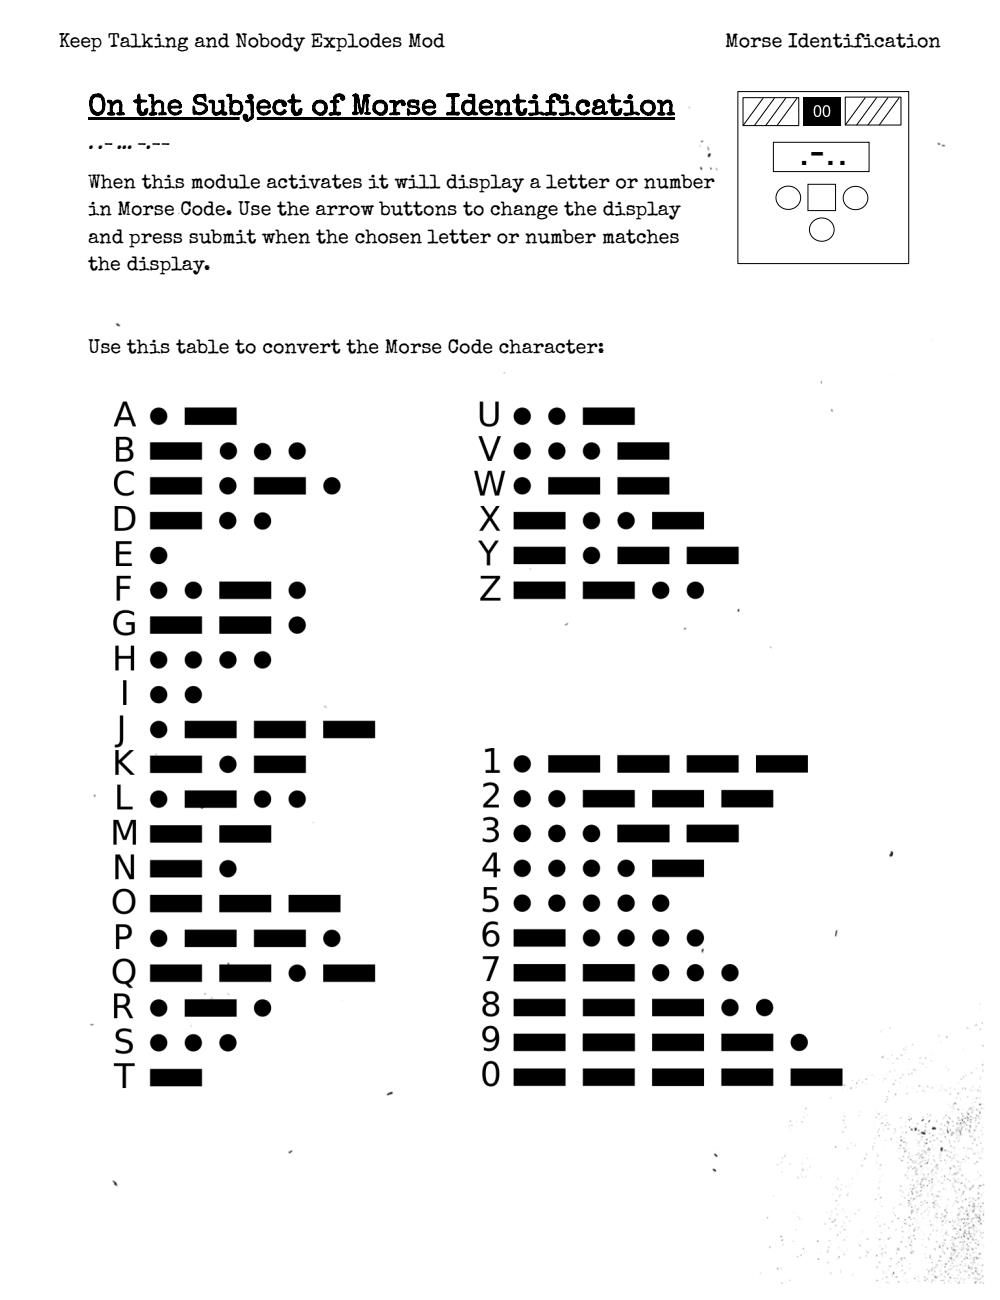 Keep Talking and Nobody Explodes Mod
Morse Identification
On the Subject of Morse Identification
..- ... -.--
00
.-..
When this module activates it will display a letter or number
in Morse Code. Use the arrow buttons to change the display
and press submit when the chosen letter or number matches
the display.
Use this table to convert the Morse Code character:
A
B
C
D
E
F
G
H
I
J
K
L
M
N
O
P
Q
R
S
T
U
V
W
X
Y
Z
1
2
3
4
5
6
7
8
9
0